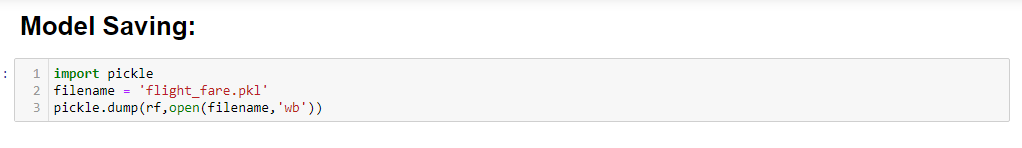 Model Saving:
:
1 import pickle
2 filename = 'flight_fare.pkl'
3 pickle.dump(rf,open(filename,'wb'))